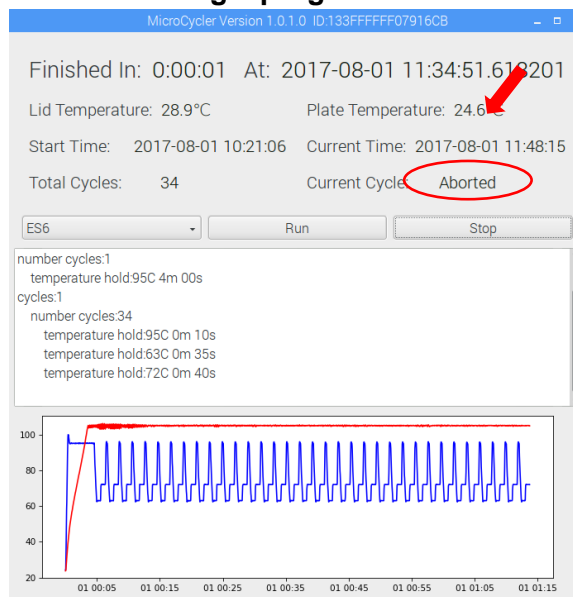 MicroCycler Version 1.0.1.0 ID:133FFFFFF07916CB
Finished In: 0:00:01 At: 2017-08-01 11:34:51.613201
Lid Temperature: 28.9°C Plate Temperature: 24.6°C
Start Time: 2017-08-01 10:21:06 Current Time: 2017-08-01 11:48:15
Total Cycles: 34 Current Cycle: Aborted
ES6 Run Stop
number cycles:1
temperature hold:95C 4m 00s
cycles:1
number cycles:34
temperature hold:95C 0m 10s
temperature hold:63C 0m 35s
temperature hold:72C 0m 40s
100
80
60
40
20
01 00:05 01 00:15 01 00:25 01 00:35 01 00:45 01 00:55 01 01:05 01 01:15